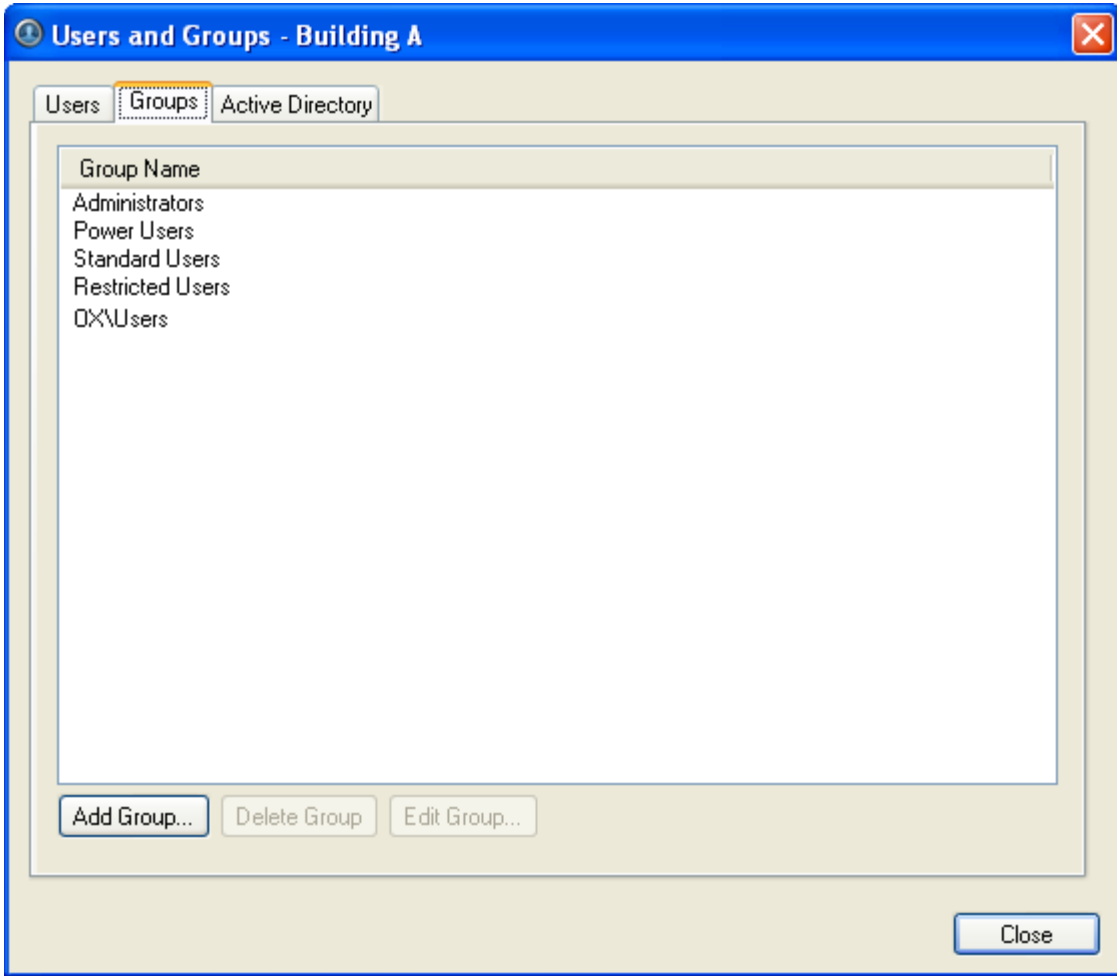 Users and Groups - Building A
Users Groups Active Directory
Group Name
Administrators
Power Users
Standard Users
Restricted Users
OX\Users
Add Group... Delete Group Edit Group...
Close